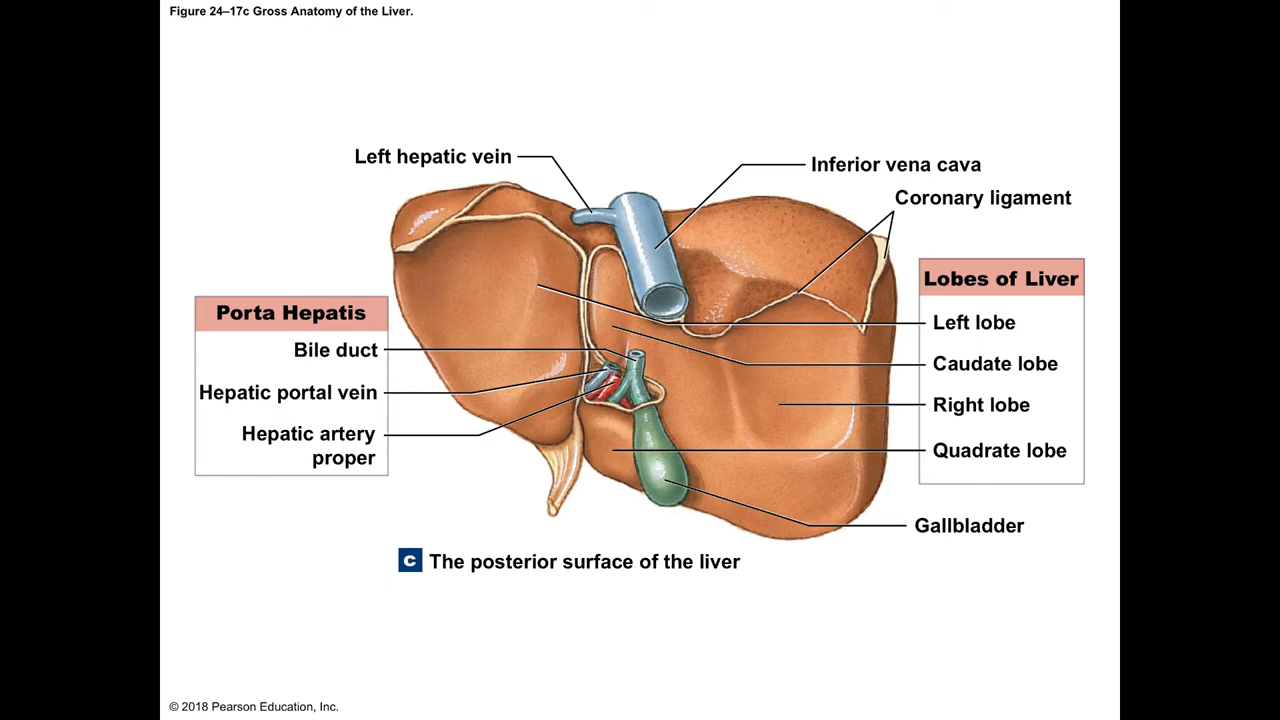 Figure 24–17c Gross Anatomy of the Liver.
Left hepatic vein
Inferior vena cava
Coronary ligament
Lobes of Liver
Left lobe
Caudate lobe
Right lobe
Quadrate lobe
Porta Hepatis
Bile duct
Hepatic portal vein
Hepatic artery
proper
Gallbladder
c The posterior surface of the liver
© 2018 Pearson Education, Inc.